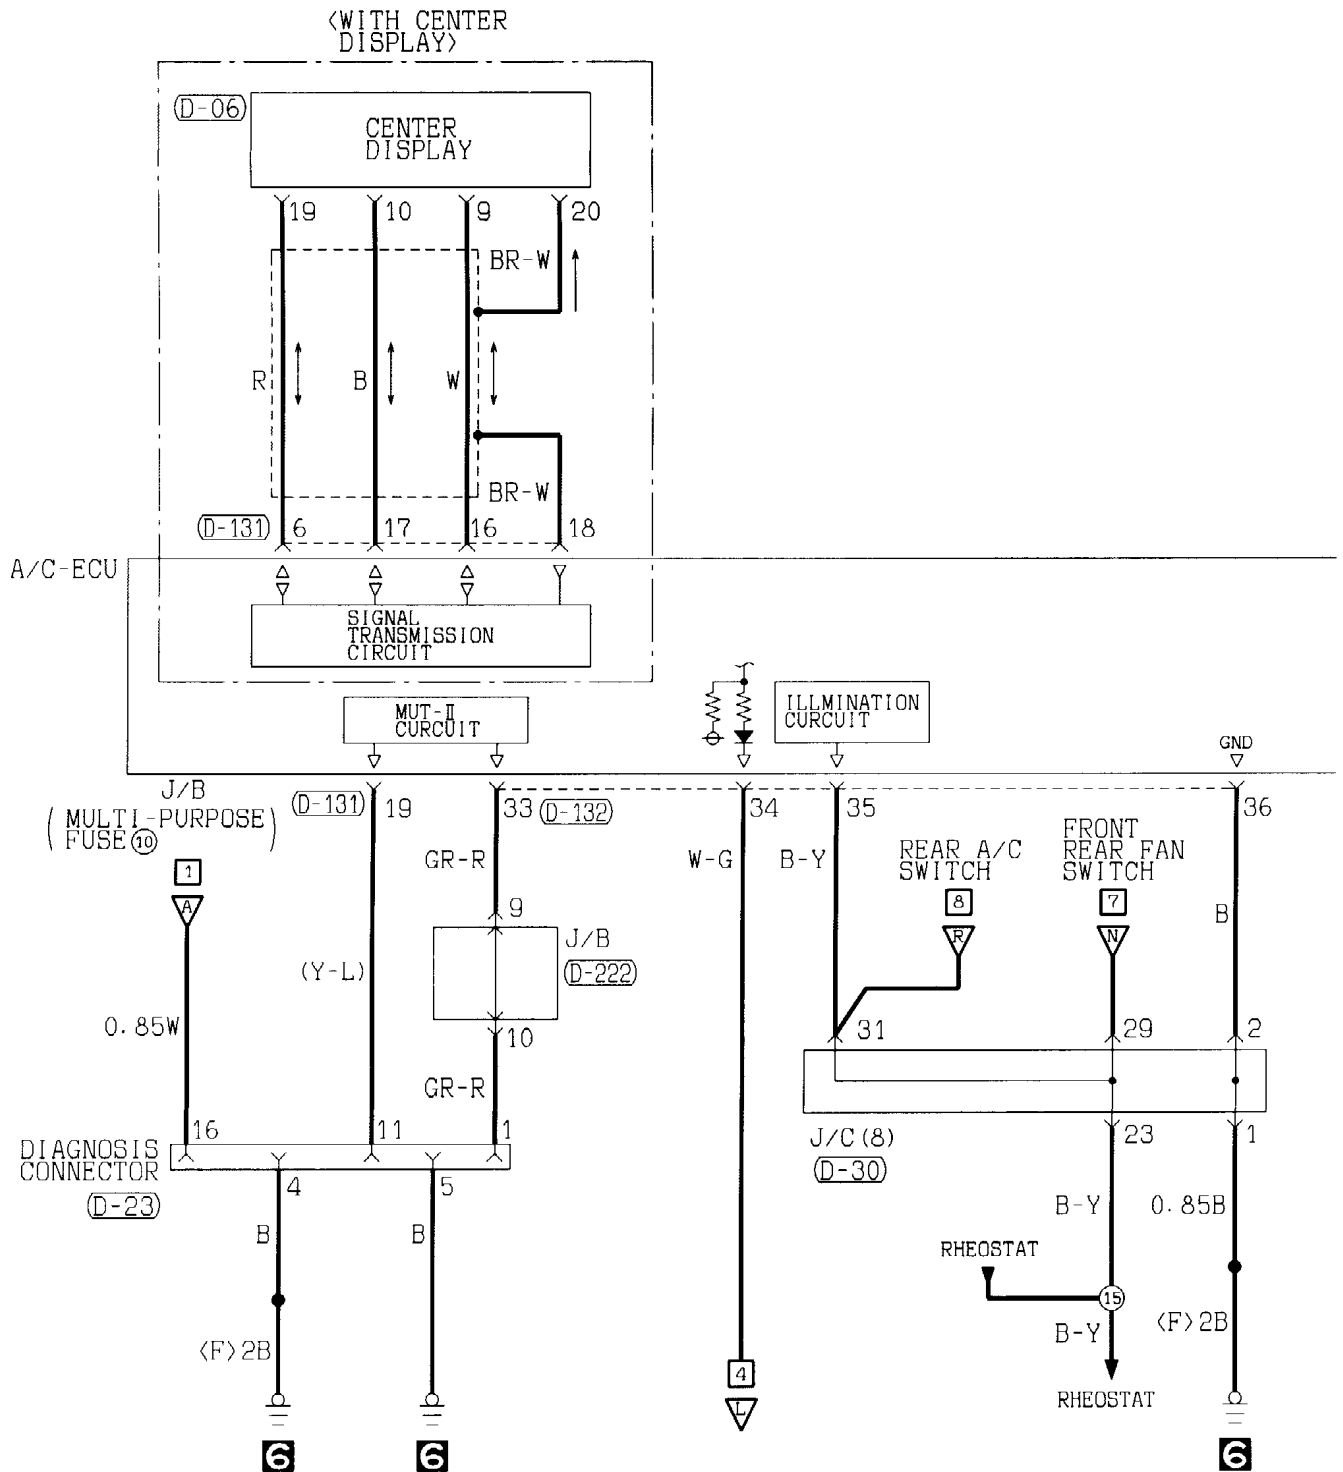 〈WITH CENTER
DISPLAY〉
D-06
CENTER
DISPLAY
19 10 9 20
BR-W
R B W
BR-W
D-131 6 17 16 18
A/C-ECU
SIGNAL
TRANSMISSION
CIRCUIT
MUT-Ⅱ
CURCUIT
ILLMINATION
CURCUIT
GND
J/B
(MULTI-PURPOSE)
FUSE⑩
D-131 19 33 D-132 34 35 36
1
A
GR-R
W-G B-Y
REAR A/C
SWITCH
8
R
FRONT
REAR FAN
SWITCH
7
N
B
9
J/B
D-222
(Y-L)
0.85W
10
31 29 2
GR-R
16 11 1
DIAGNOSIS
CONNECTOR
D-23
4 5
J/C(8)
D-30
23 1
B B
B-Y 0.85B
RHEOSTAT
15
〈F〉2B
B-Y
〈F〉2B
4
L
RHEOSTAT
6 6 6